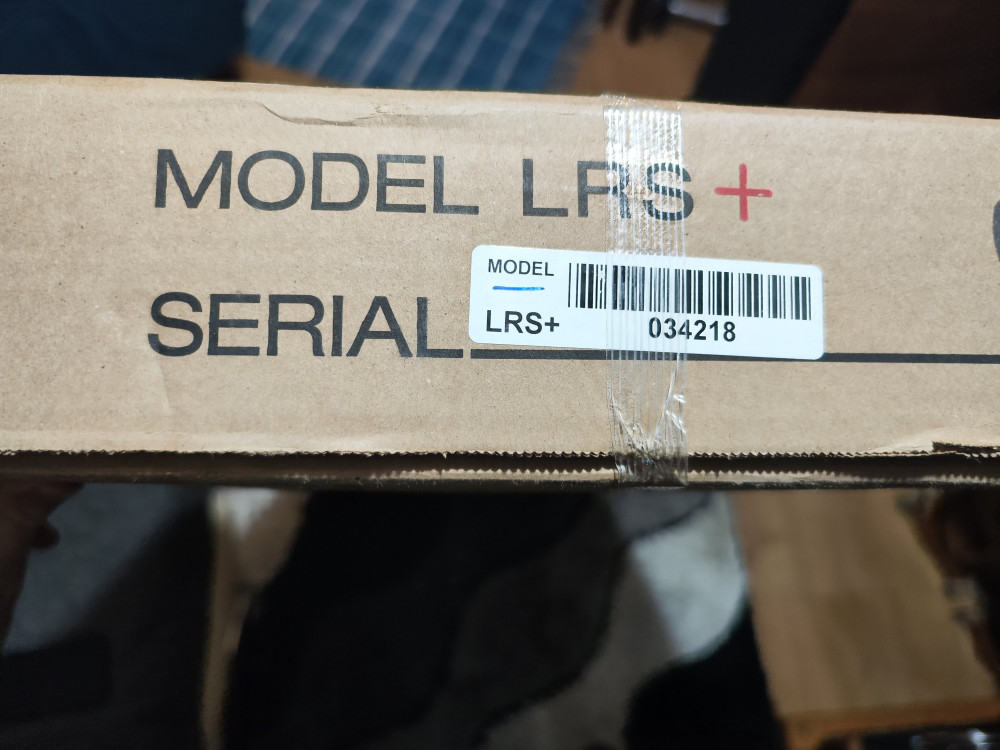 MODEL LRS+
MODEL
SERIAL
LRS+ 034218